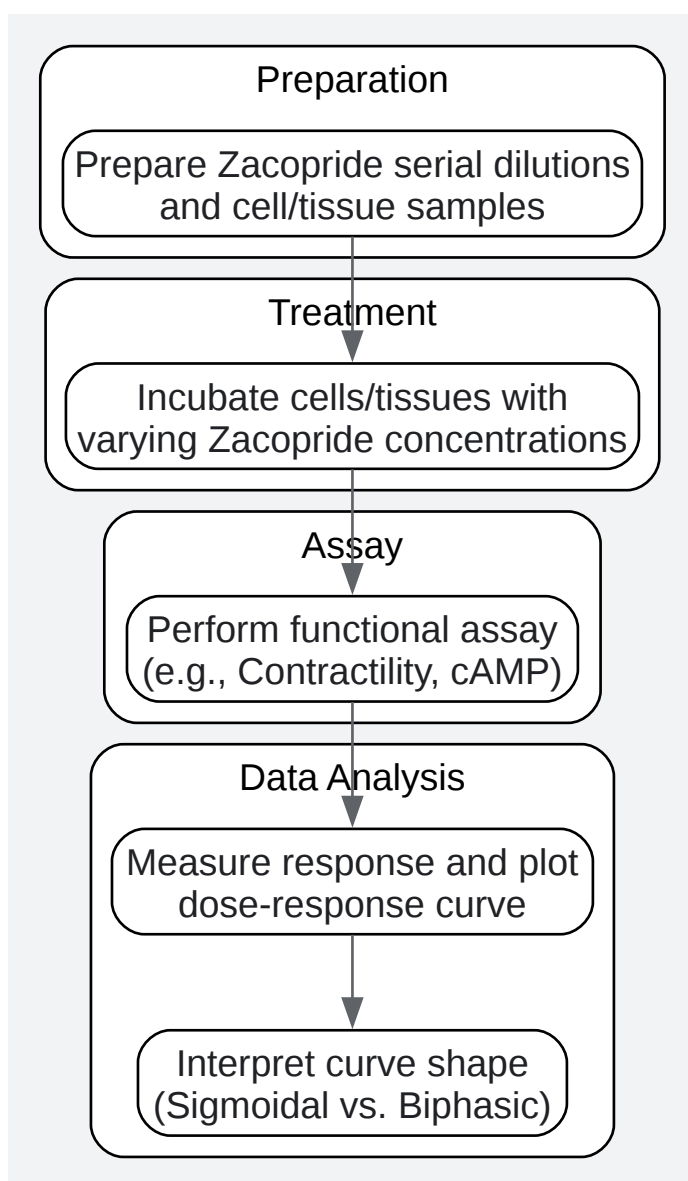 Preparation
Prepare Zacopride serial dilutions
and cell/tissue samples
Treatment
Incubate cells/tissues with
varying Zacopride concentrations
Assay
Perform functional assay
(e.g., Contractility, cAMP)
Data Analysis
Measure response and plot
dose-response curve
Interpret curve shape
(Sigmoidal vs. Biphasic)